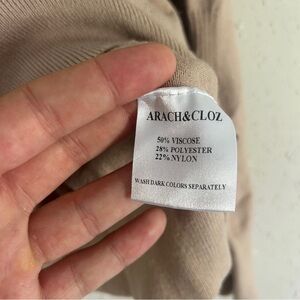 ARACH&CLOZ
50% VISCOSE
28% POLYESTER
22% NYLON
WASH DARK COLORS SEPARATELY